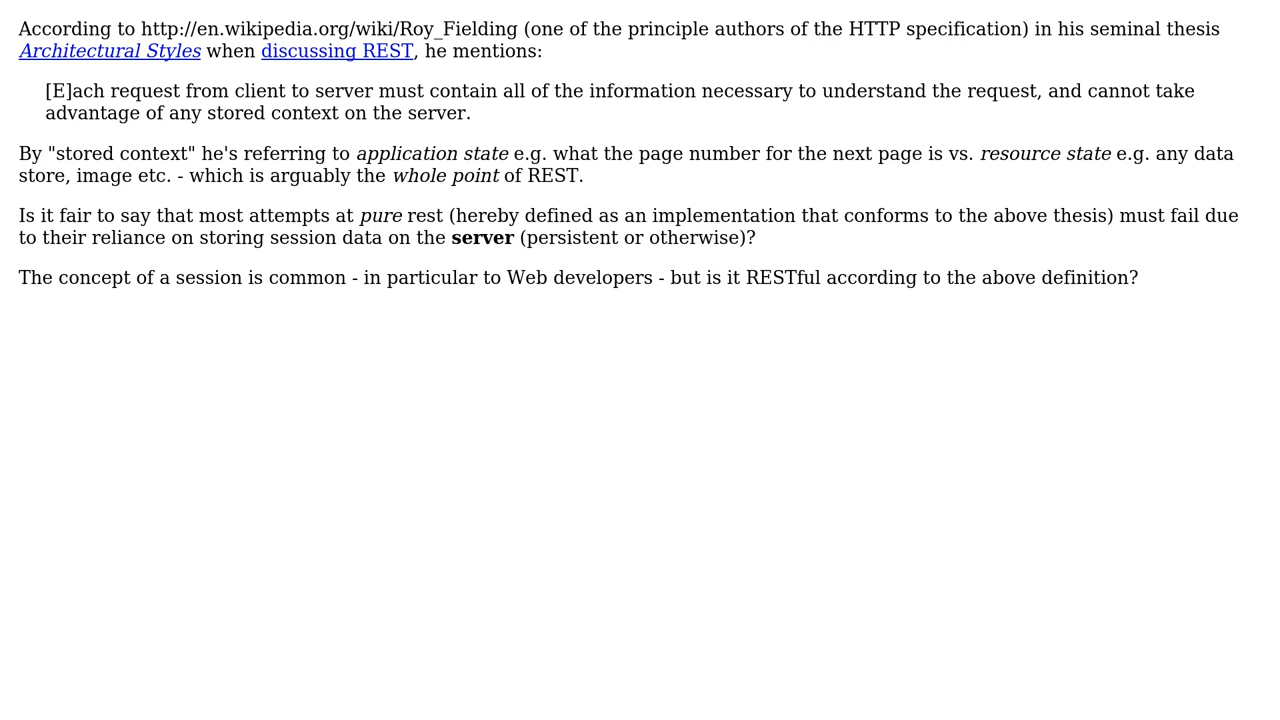 According to http://en.wikipedia.org/wiki/Roy_Fielding (one of the principle authors of the HTTP specification) in his seminal thesis
Architectural Styles when discussing REST, he mentions:
[E]ach request from client to server must contain all of the information necessary to understand the request, and cannot take
advantage of any stored context on the server.
By "stored context" he's referring to application state e.g. what the page number for the next page is vs. resource state e.g. any data
store, image etc. - which is arguably the whole point of REST.
Is it fair to say that most attempts at pure rest (hereby defined as an implementation that conforms to the above thesis) must fail due
to their reliance on storing session data on the server (persistent or otherwise)?
The concept of a session is common - in particular to Web developers - but is it RESTful according to the above definition?